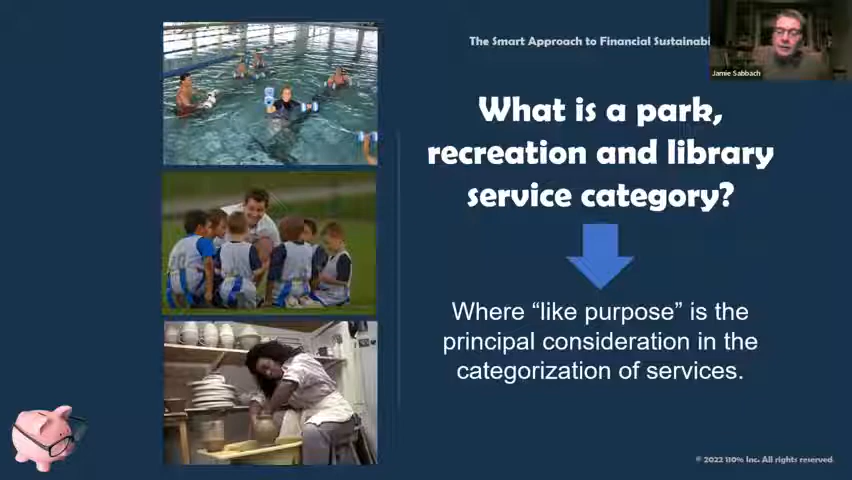 The Smart Approach to Financial Sustainabi
Jamie Sabbach
What is a park,
recreation and library
service category?
Where “like purpose” is the
principal consideration in the
categorization of services.
© 2022 110% Inc. All rights reserved.